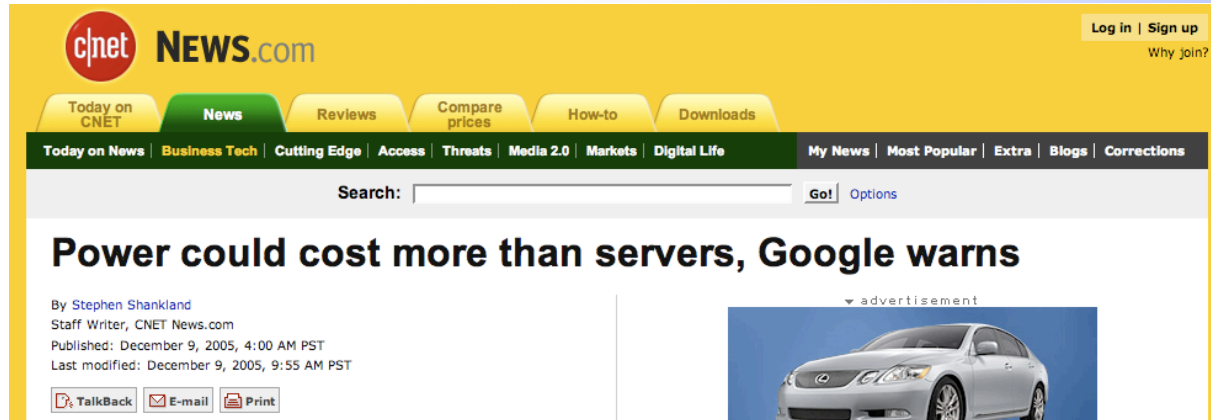 c|net NEWS.com
Log in | Sign up
Why join?
Today on CNET
News
Reviews
Compare prices
How-to
Downloads
Today on News | Business Tech | Cutting Edge | Access | Threats | Media 2.0 | Markets | Digital Life
My News | Most Popular | Extra | Blogs | Corrections
Search:
Go! Options
Power could cost more than servers, Google warns
By Stephen Shankland
Staff Writer, CNET News.com
Published: December 9, 2005, 4:00 AM PST
Last modified: December 9, 2005, 9:55 AM PST
TalkBack E-mail Print
advertisement